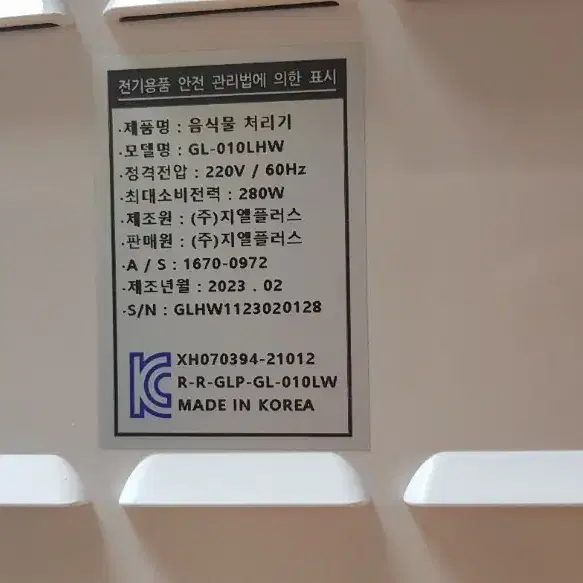 전기용품 안전 관리법에 의한 표시
·제품명 : 음식물 처리기
·모델명 : GL-010LHW
·정격전압 : 220V / 60Hz
·최대소비전력 : 280W
·제조원 : (주)지엘플러스
·판매원 : (주)지엘플러스
·A / S : 1670-0972
·제조년월 : 2023 . 02
·S/N : GLHW1123020128
XH070394-21012
R-R-GLP-GL-010LW
MADE IN KOREA